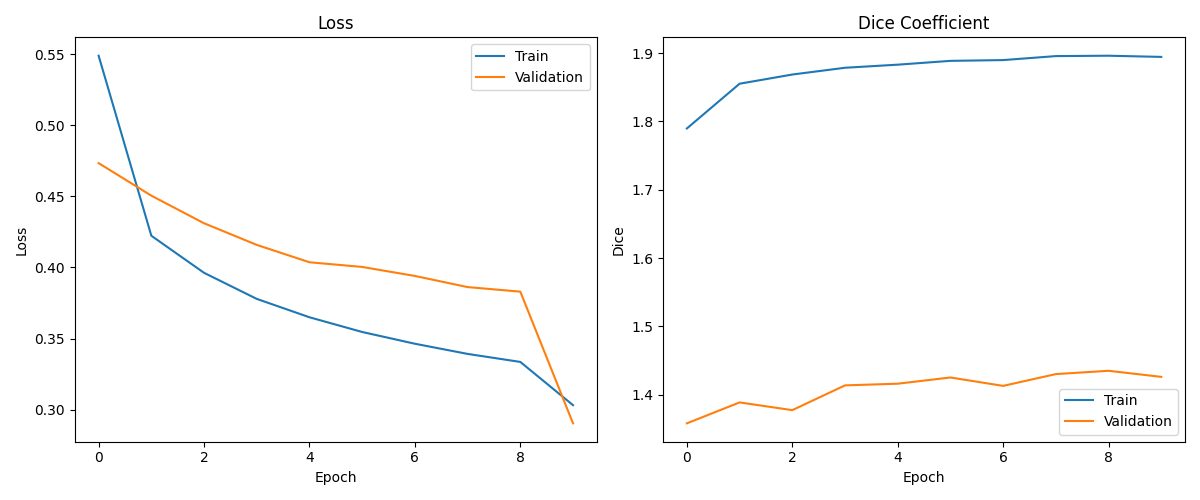 Loss
Train
Validation
0.55
0.50
0.45
0.40
0.35
0.30
Loss
0 2 4 6 8
Epoch
Dice Coefficient
1.9
1.8
1.7
1.6
1.5
1.4
Dice
Train
Validation
0 2 4 6 8
Epoch